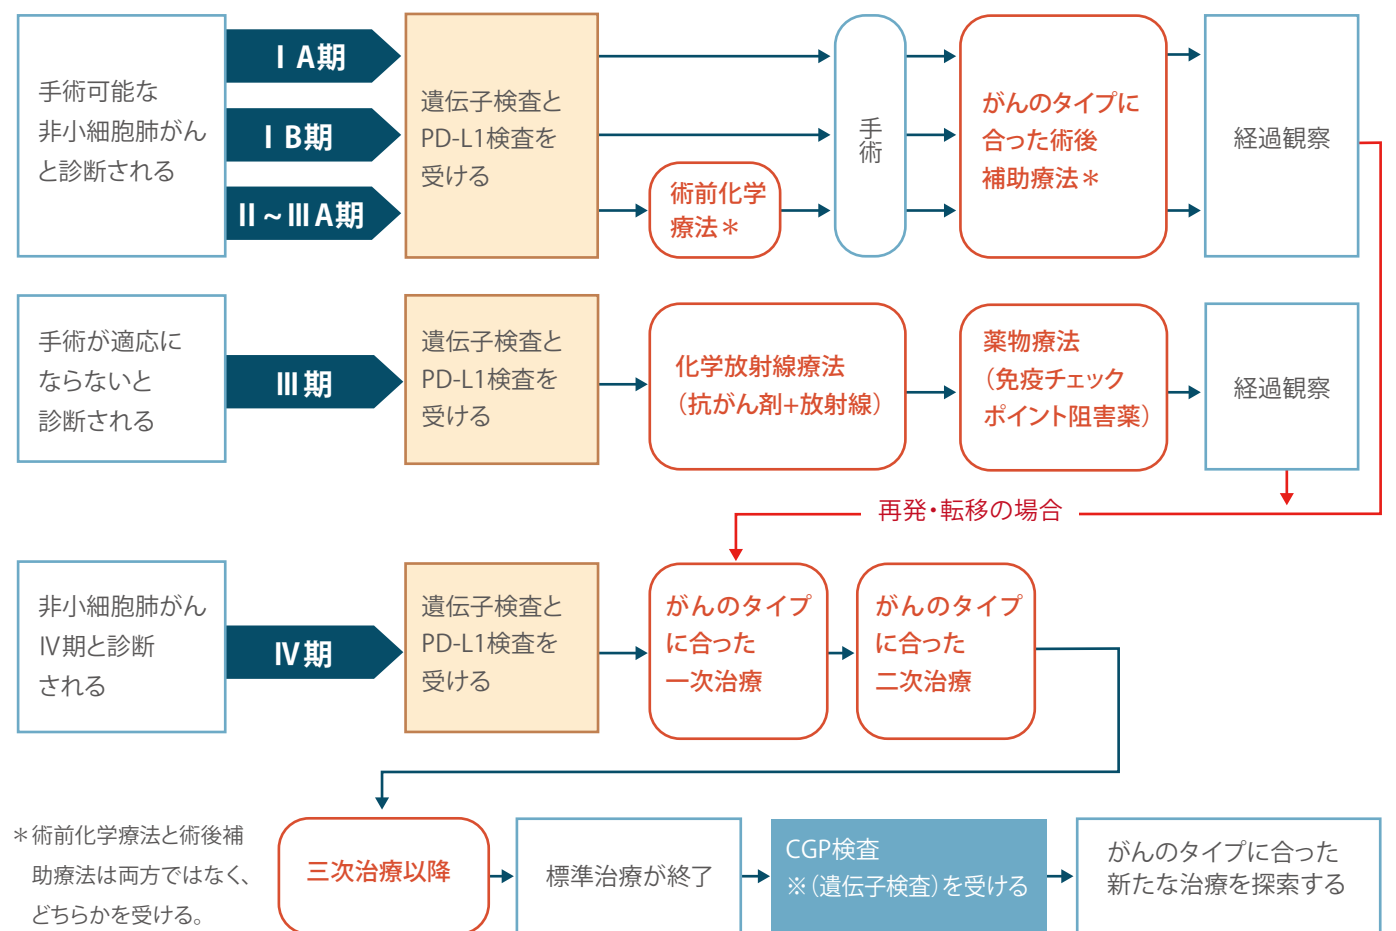 手術可能な
非小細胞肺がん
と診断される
Ⅰ A期
Ⅰ B期
Ⅱ～ⅢA期
遺伝子検査と
PD-L1検査を
受ける
術前化学
療法＊
手術
がんのタイプに
合った術後
補助療法＊
経過観察
手術が適応に
ならないと
診断される
Ⅲ期
遺伝子検査と
PD-L1検査を
受ける
化学放射線療法
（抗がん剤+放射線）
薬物療法
（免疫チェック
ポイント阻害薬）
経過観察
再発・転移の場合
非小細胞肺がん
Ⅳ期と診断
される
Ⅳ期
遺伝子検査と
PD-L1検査を
受ける
がんのタイプ
に合った
一次治療
がんのタイプ
に合った
二次治療
＊術前化学療法と術後補
助療法は両方ではなく、
どちらかを受ける。
三次治療以降
標準治療が終了
CGP検査
※（遺伝子検査）を受ける
がんのタイプに合った
新たな治療を探索する